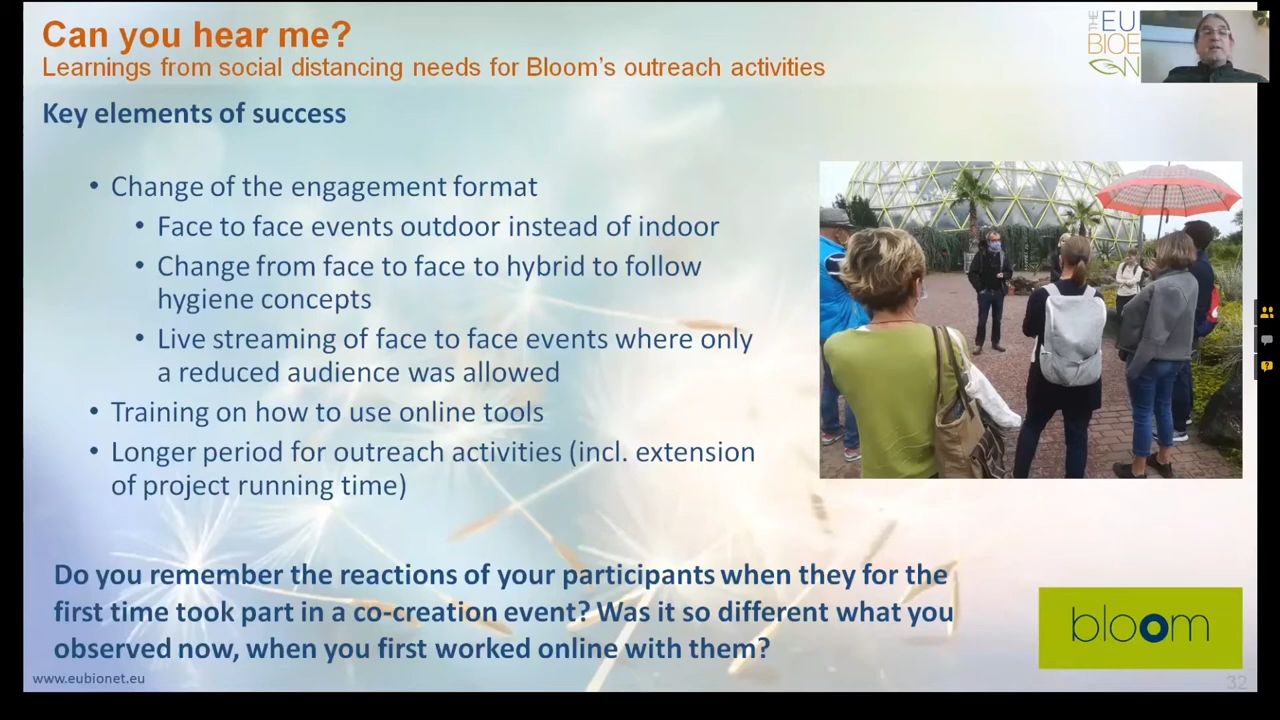 Can you hear me?
Learnings from social distancing needs for Bloom's outreach activities
THE
EU
BIOE
N
Key elements of success
• Change of the engagement format
• Face to face events outdoor instead of indoor
• Change from face to face to hybrid to follow
hygiene concepts
• Live streaming of face to face events where only
a reduced audience was allowed
• Training on how to use online tools
• Longer period for outreach activities (incl. extension
of project running time)
Do you remember the reactions of your participants when they for the
first time took part in a co-creation event? Was it so different what you
observed now, when you first worked online with them?
bloom
www.eubionet.eu
32